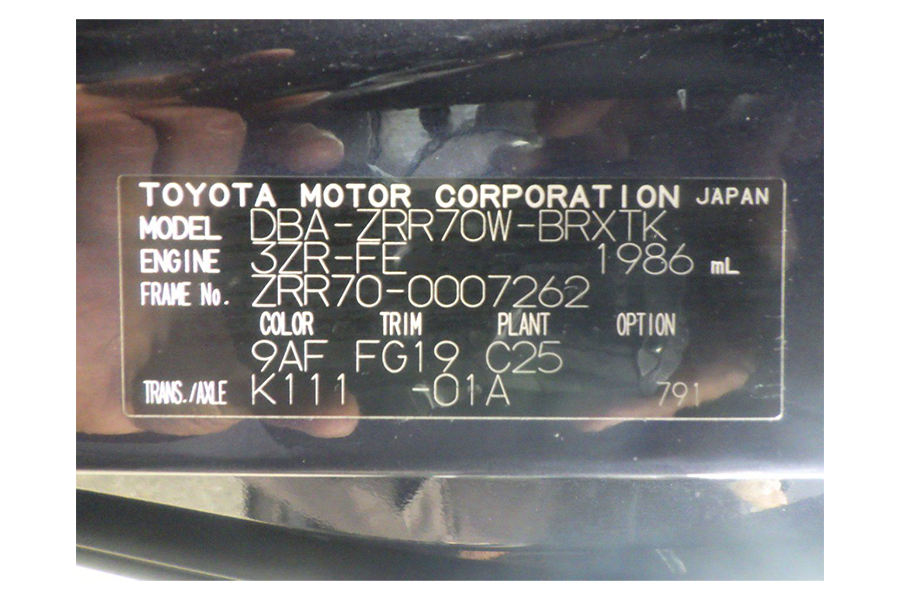 TOYOTA MOTOR CORPORATION JAPAN
MODEL DBA-ZRR70W-BRXTK
ENGINE 3ZR-FE 1986 mL
FRAME No. ZRR70-0007262
COLOR TRIM PLANT OPTION
9AF FG19 C25
TRANS./AXLE K111 -01A 791